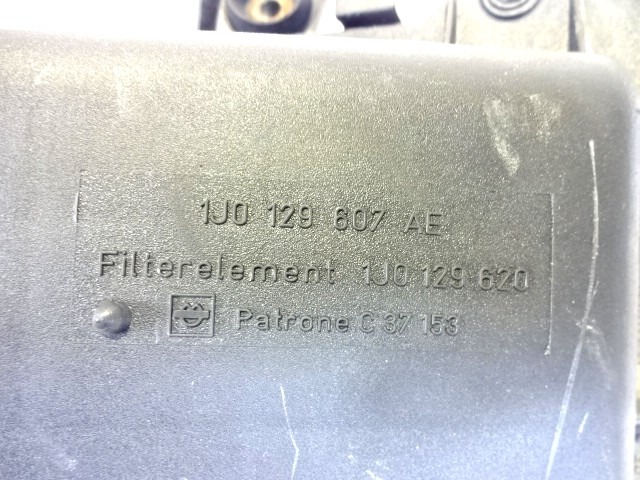 1J0 129 607 AE
Filterelement 1J0 129 620
Patrone C 37 153